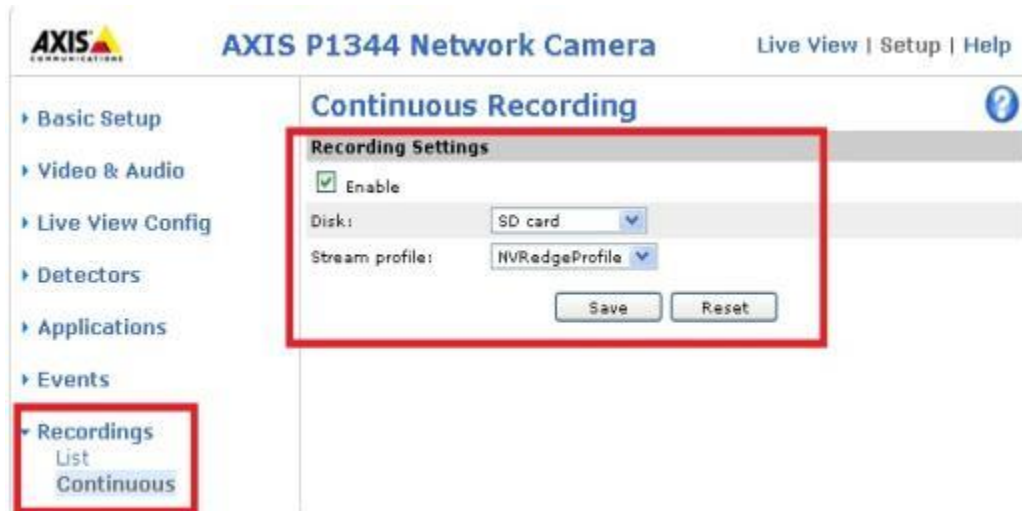 AXIS
COMMUNICATIONS
AXIS P1344 Network Camera
Live View | Setup | Help
Basic Setup
Video & Audio
Live View Config
Detectors
Applications
Events
Recordings
List
Continuous
Continuous Recording
?
Recording Settings
Enable
Disk: SD card
Stream profile: NVRedgeProfile
Save Reset